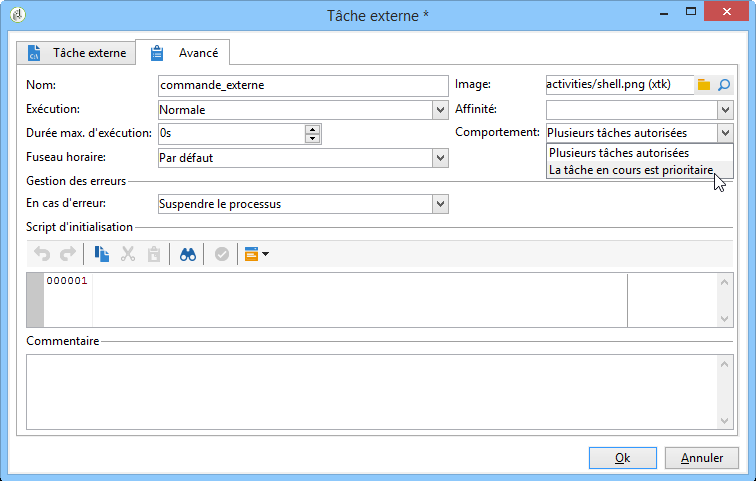 Tâche externe *
Tâche externe
Avancé
Nom:
commande_externe
Image:
activities/shell.png (xtk)
Exécution:
Normale
Affinité:
Durée max. d'exécution:
0s
Comportement:
Plusieurs tâches autorisées
Plusieurs tâches autorisées
La tâche en cours est prioritaire
Fuseau horaire:
Par défaut
Gestion des erreurs
En cas d'erreur:
Suspendre le processus
Script d'initialisation
000001
Commentaire
Ok
Annuler